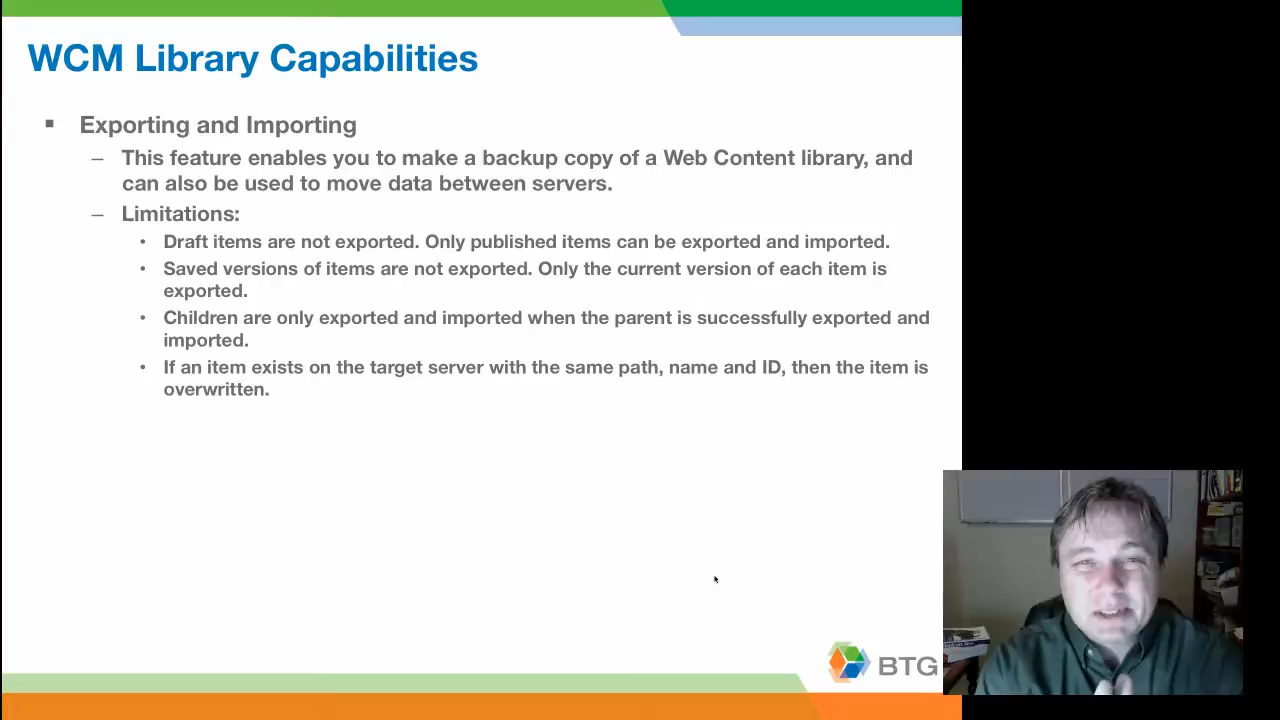 WCM Library Capabilities
▪ Exporting and Importing
– This feature enables you to make a backup copy of a Web Content library, and
can also be used to move data between servers.
– Limitations:
• Draft items are not exported. Only published items can be exported and imported.
• Saved versions of items are not exported. Only the current version of each item is
exported.
• Children are only exported and imported when the parent is successfully exported and
imported.
• If an item exists on the target server with the same path, name and ID, then the item is
overwritten.
BTG